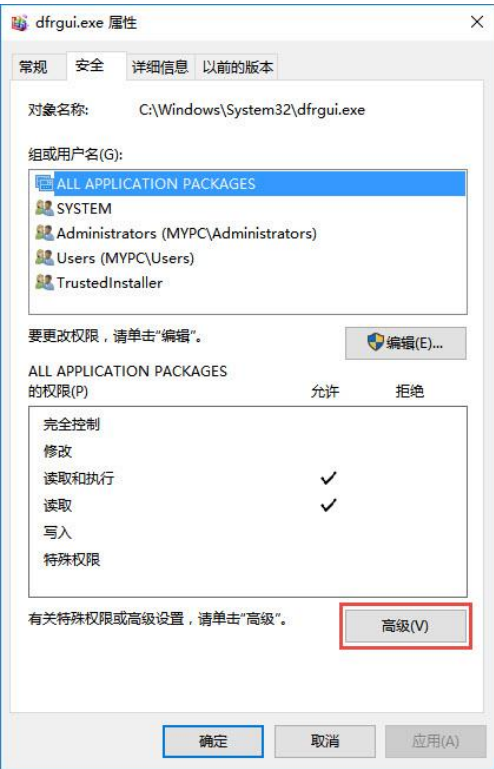 dfrgui.exe 属性
常规 安全 详细信息 以前的版本
对象名称: C:\Windows\System32\dfrgui.exe
组或用户名(G):
ALL APPLICATION PACKAGES
SYSTEM
Administrators (MYPC\Administrators)
Users (MYPC\Users)
TrustedInstaller
要更改权限，请单击"编辑"。 编辑(E)...
ALL APPLICATION PACKAGES
的权限(P) 允许 拒绝
完全控制
修改
读取和执行
读取
写入
特殊权限
有关特殊权限或高级设置，请单击"高级"。 高级(V)
确定 取消 应用(A)